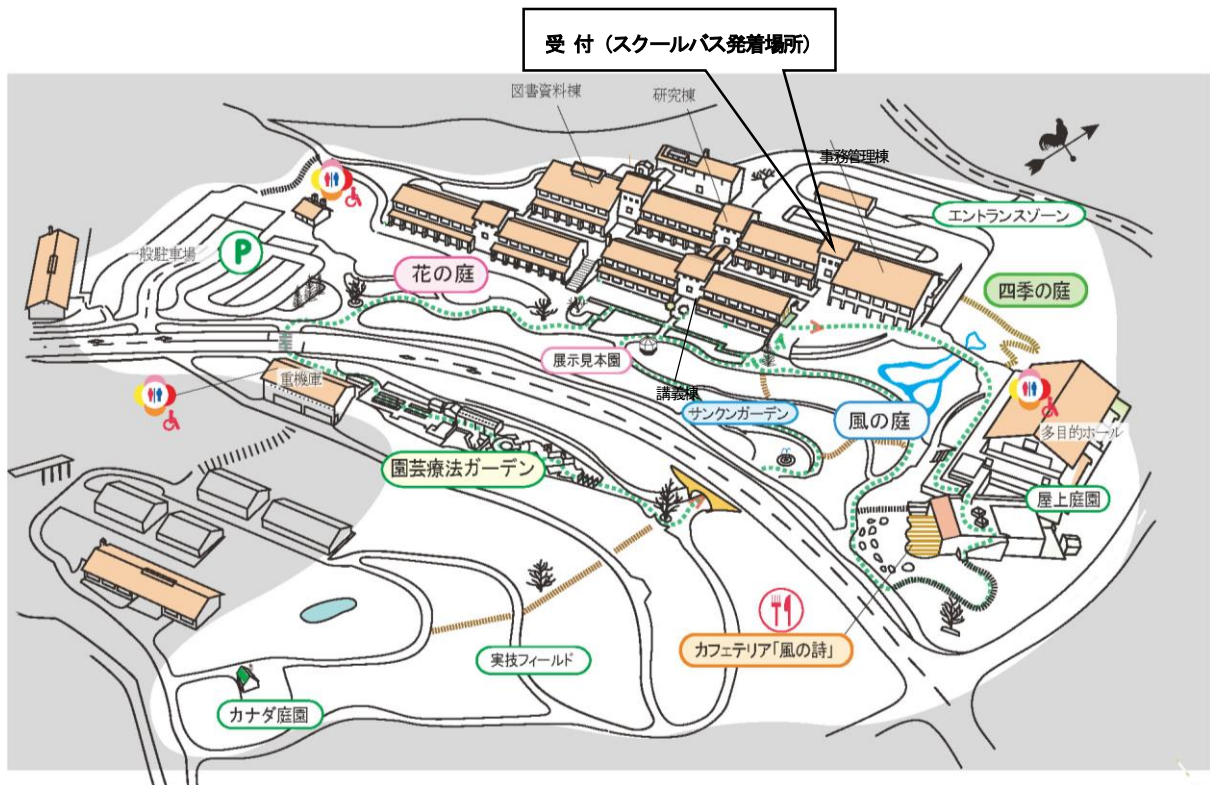 受 付（スクールバス発着場所）
図書資料棟
研究棟
事務管理棟
エントランスゾーン
一般駐車場
P
花の庭
四季の庭
展示見本園
重機庫
講義棟
サンクンガーデン
風の庭
多目的ホール
園芸療法ガーデン
屋上庭園
カフェテリア「風の詩」
実技フィールド
カナダ庭園